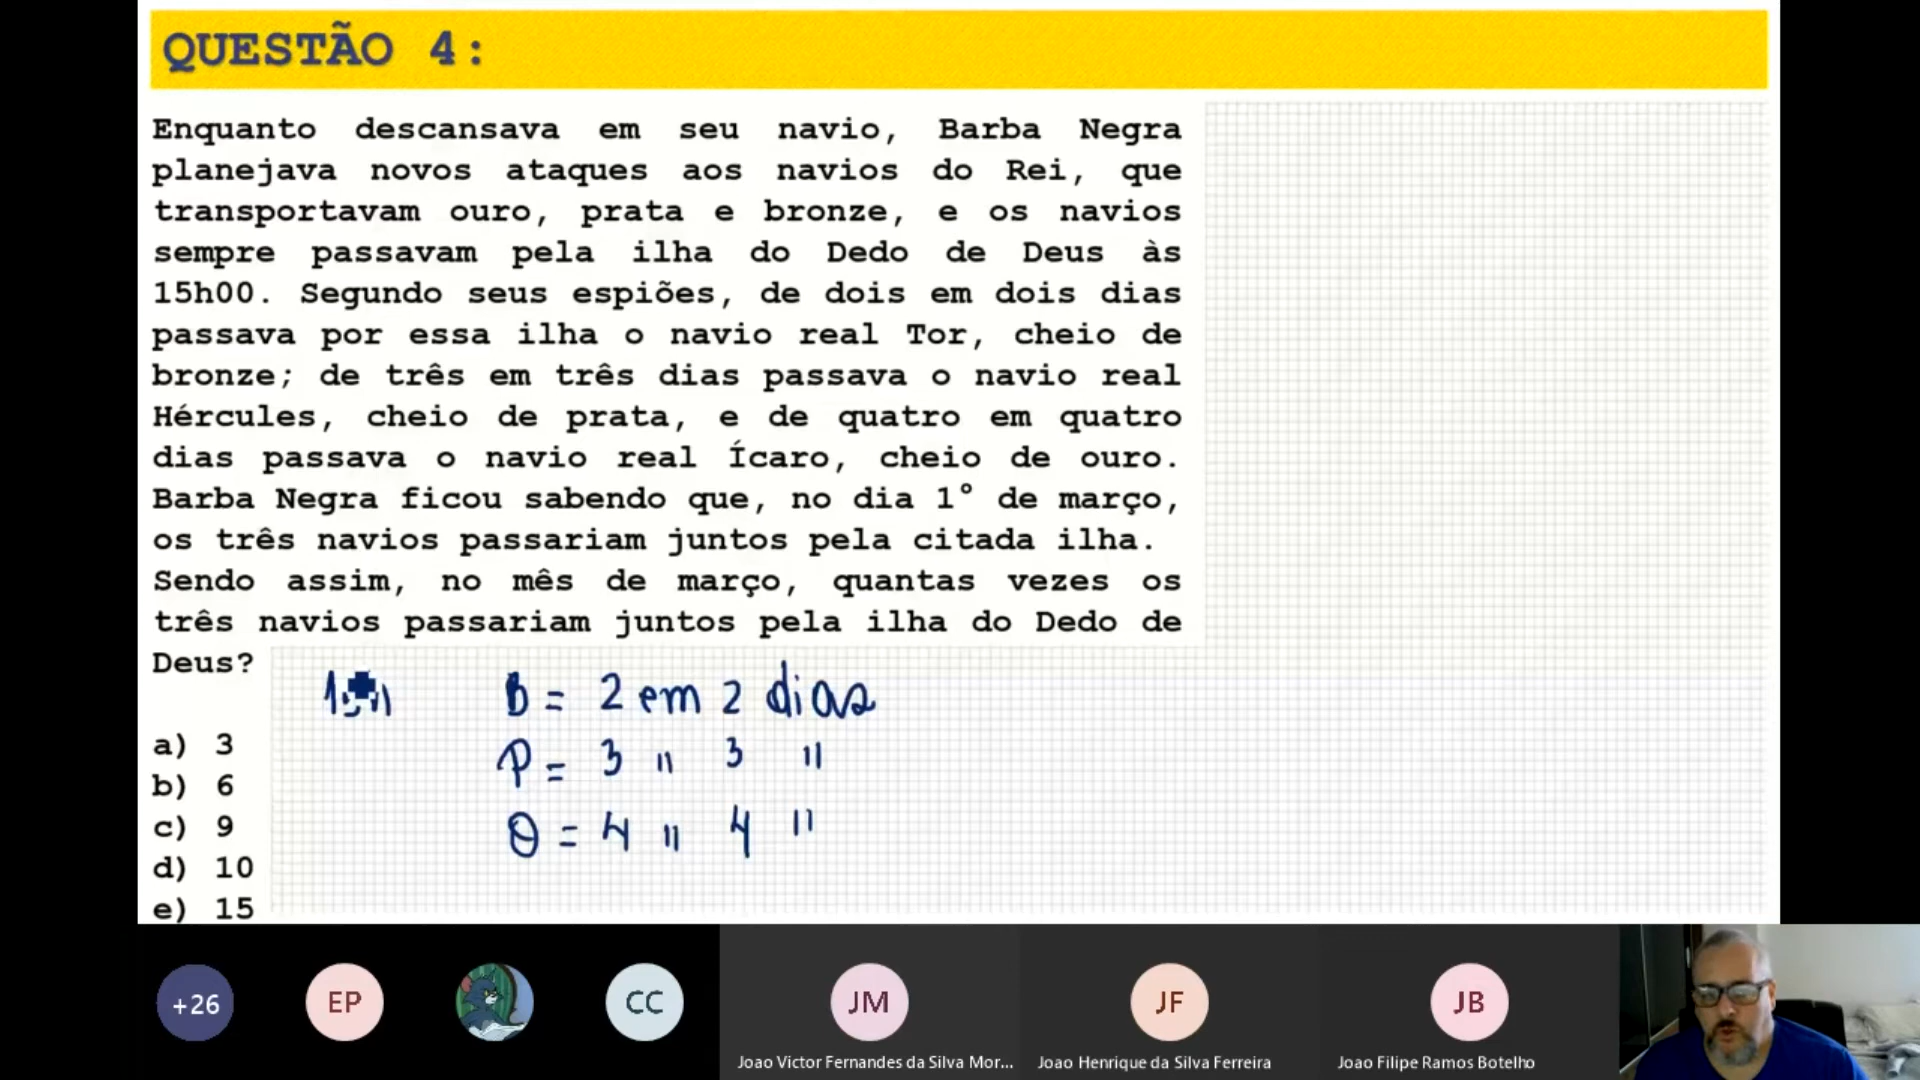 QUESTÃO 4:
Enquanto descansava em seu navio, Barba Negra
planejava novos ataques aos navios do Rei, que
transportavam ouro, prata e bronze, e os navios
sempre passavam pela ilha do Dedo de Deus às
15h00. Segundo seus espiões, de dois em dois dias
passava por essa ilha o navio real Tor, cheio de
bronze; de três em três dias passava o navio real
Hércules, cheio de prata, e de quatro em quatro
dias passava o navio real Ícaro, cheio de ouro.
Barba Negra ficou sabendo que, no dia 1° de março,
os três navios passariam juntos pela citada ilha.
Sendo assim, no mês de março, quantas vezes os
três navios passariam juntos pela ilha do Dedo de
Deus?
B = 2 em 2 dias
P = 3 " 3 "
O = 4 " 4 "
a) 3
b) 6
c) 9
d) 10
e) 15
+26
EP
CC
JM
JF
JB
Joao Victor Fernandes da Silva Mor...
Joao Henrique da Silva Ferreira
Joao Filipe Ramos Botelho